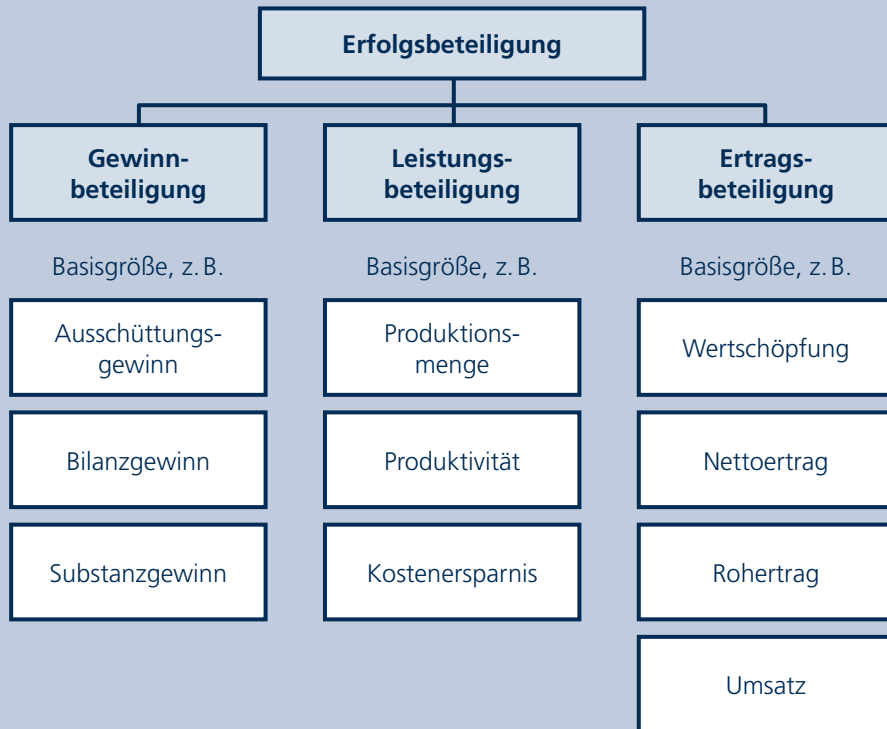 Erfolgsbeteiligung
Gewinn-
beteiligung
Leistungs-
beteiligung
Ertrags-
beteiligung
Basisgröße, z. B.
Basisgröße, z. B.
Basisgröße, z. B.
Ausschüttungs-
gewinn
Produktions-
menge
Wertschöpfung
Bilanzgewinn
Produktivität
Nettoertrag
Substanzgewinn
Kostenersparnis
Rohertrag
Umsatz